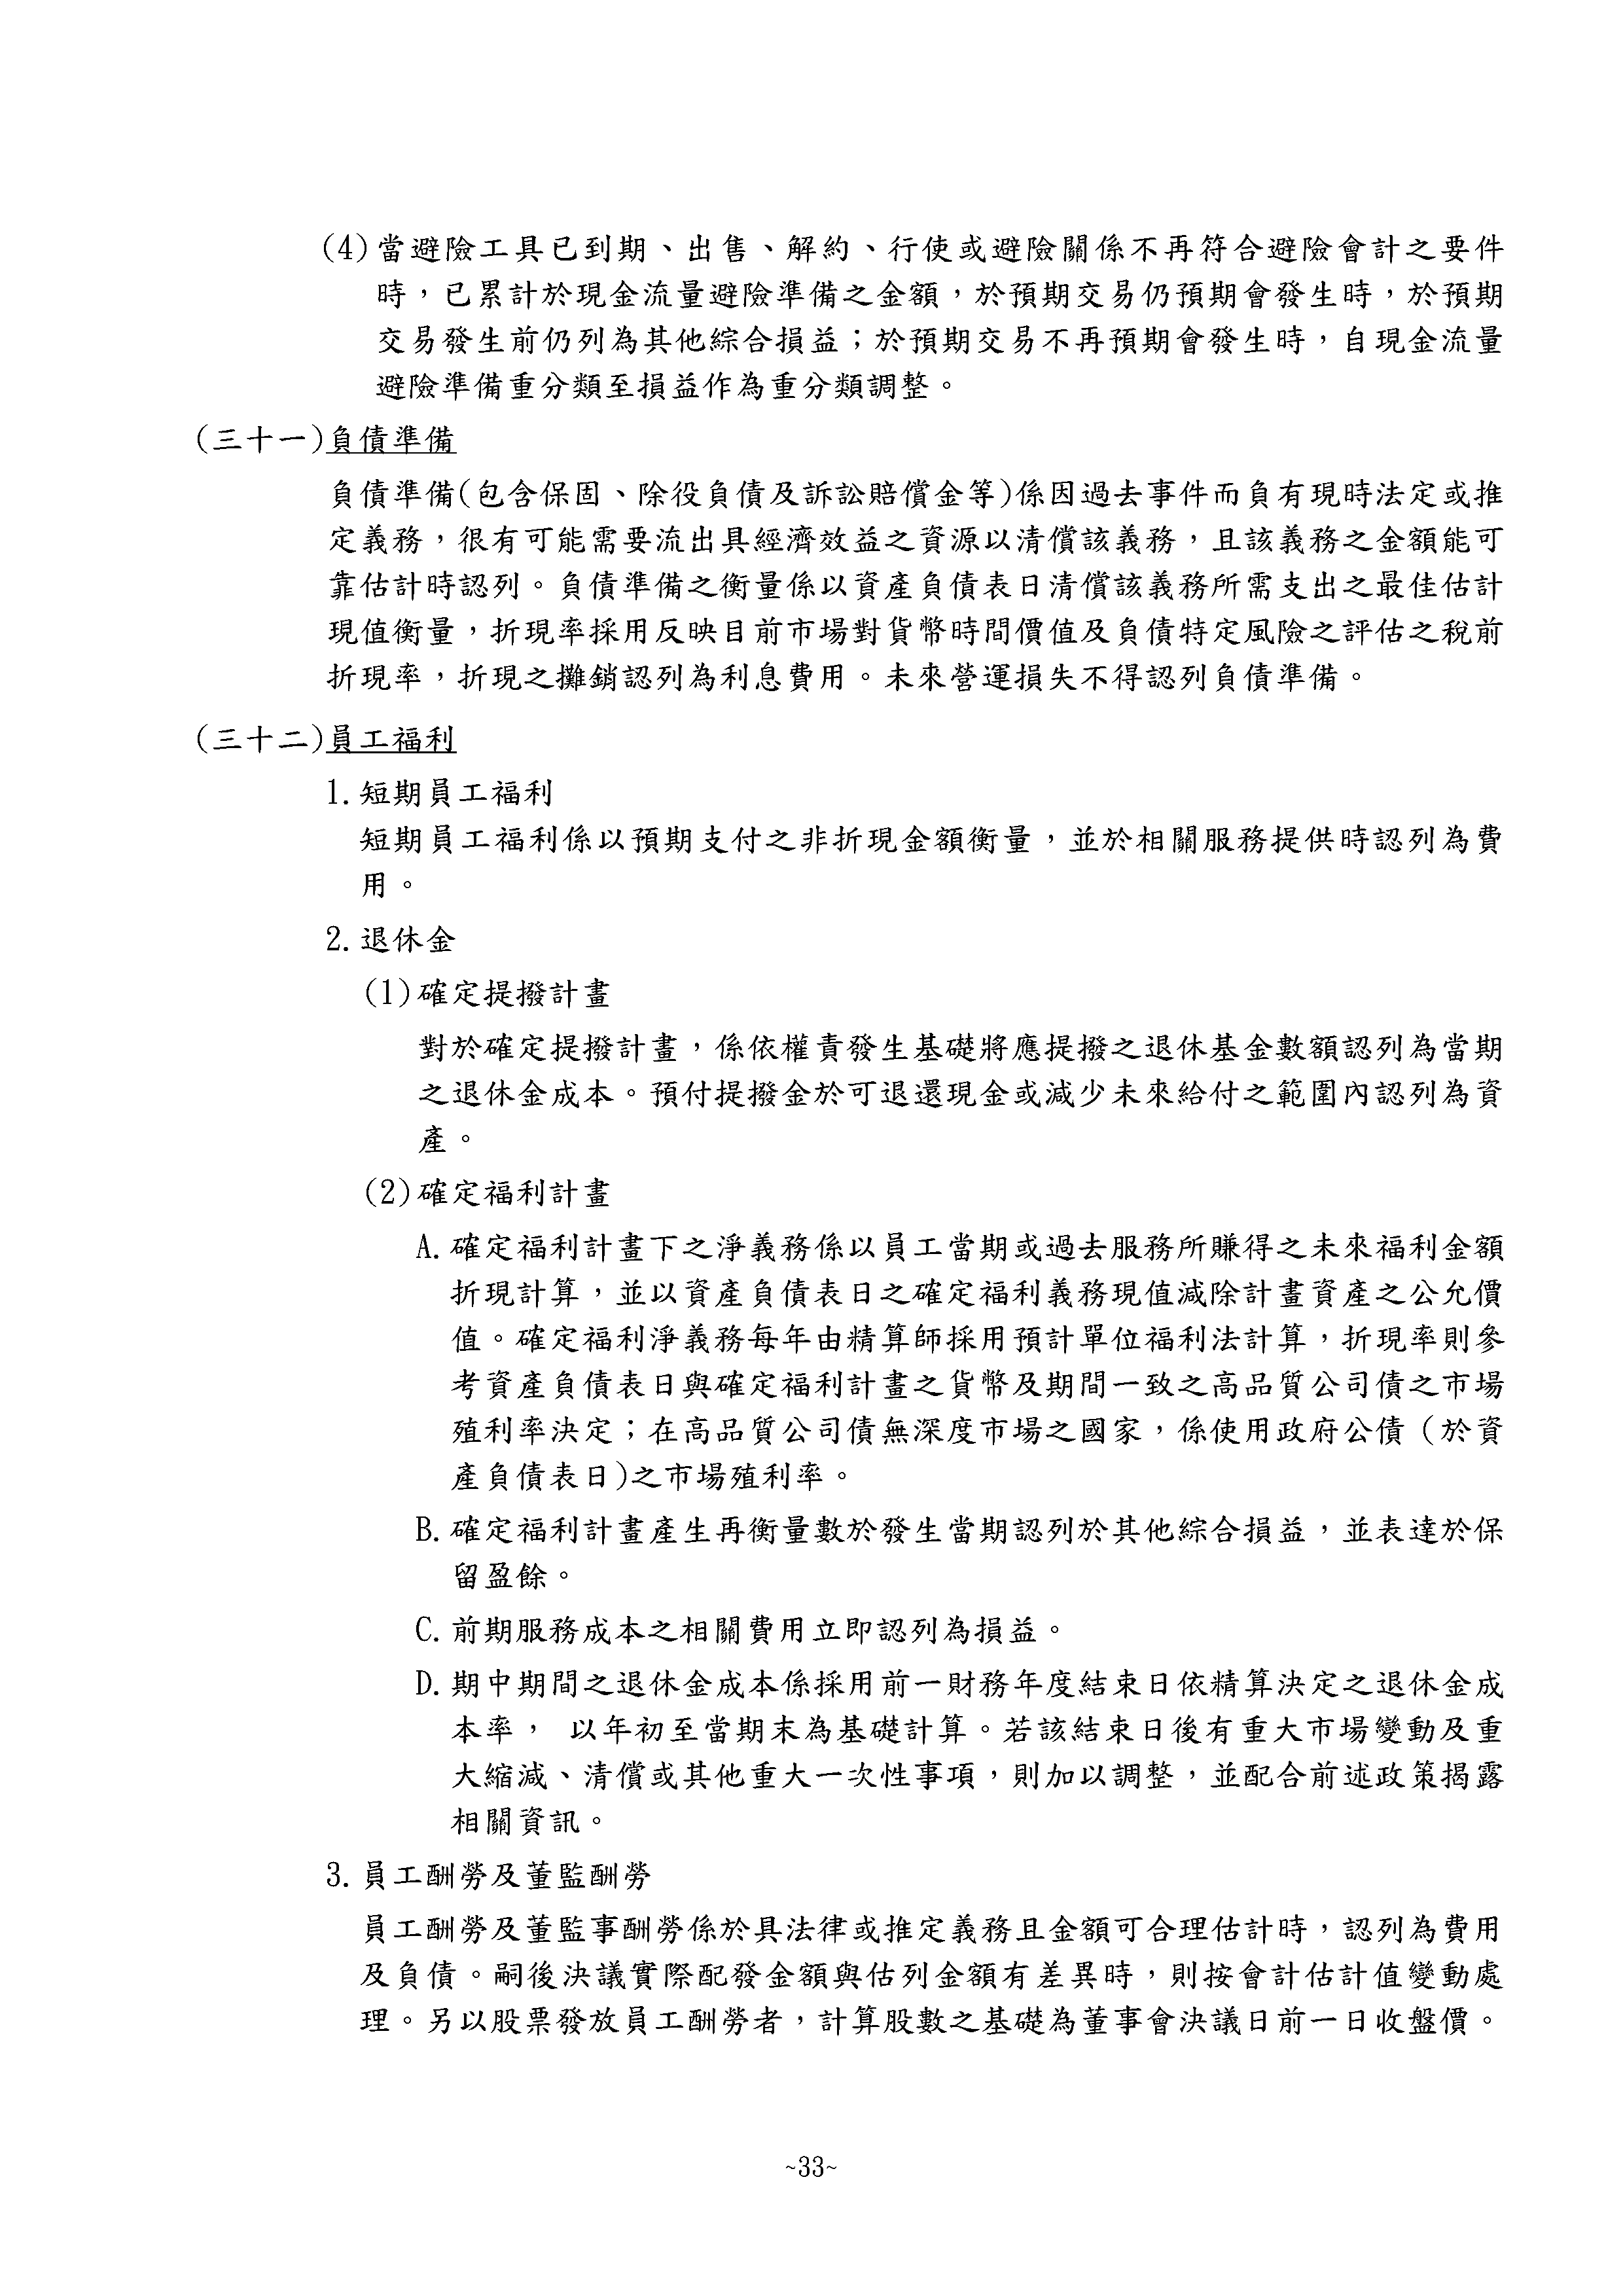 (4)當避險工具已到期、出售、解約、行使或避險關係不再符合避險會計之要件
時，已累計於現金流量避險準備之金額，於預期交易仍預期會發生時，於預期
交易發生前仍列為其他綜合損益；於預期交易不再預期會發生時，自現金流量
避險準備重分類至損益作為重分類調整。
(三十一)負債準備
負債準備(包含保固、除役負債及訴訟賠償金等)係因過去事件而負有現時法定或推
定義務，很有可能需要流出具經濟效益之資源以清償該義務，且該義務之金額能可
靠估計時認列。負債準備之衡量係以資產負債表日清償該義務所需支出之最佳估計
現值衡量，折現率採用反映目前市場對貨幣時間價值及負債特定風險之評估之稅前
折現率，折現之攤銷認列為利息費用。未來營運損失不得認列負債準備。
(三十二)員工福利
1.短期員工福利
短期員工福利係以預期支付之非折現金額衡量，並於相關服務提供時認列為費
用。
2.退休金
(1)確定提撥計畫
對於確定提撥計畫，係依權責發生基礎將應提撥之退休基金數額認列為當期
之退休金成本。預付提撥金於可退還現金或減少未來給付之範圍內認列為資
產。
(2)確定福利計畫
A.確定福利計畫下之淨義務係以員工當期或過去服務所賺得之未來福利金額
折現計算，並以資產負債表日之確定福利義務現值減除計畫資產之公允價
值。確定福利淨義務每年由精算師採用預計單位福利法計算，折現率則參
考資產負債表日與確定福利計畫之貨幣及期間一致之高品質公司債之市場
殖利率決定；在高品質公司債無深度市場之國家，係使用政府公債（於資
產負債表日)之市場殖利率。
B.確定福利計畫產生再衡量數於發生當期認列於其他綜合損益，並表達於保
留盈餘。
C.前期服務成本之相關費用立即認列為損益。
D.期中期間之退休金成本係採用前一財務年度結束日依精算決定之退休金成
本率， 以年初至當期末為基礎計算。若該結束日後有重大市場變動及重
大縮減、清償或其他重大一次性事項，則加以調整，並配合前述政策揭露
相關資訊。
3.員工酬勞及董監酬勞
員工酬勞及董監事酬勞係於具法律或推定義務且金額可合理估計時，認列為費用
及負債。嗣後決議實際配發金額與估列金額有差異時，則按會計估計值變動處
理。另以股票發放員工酬勞者，計算股數之基礎為董事會決議日前一日收盤價。
~33~